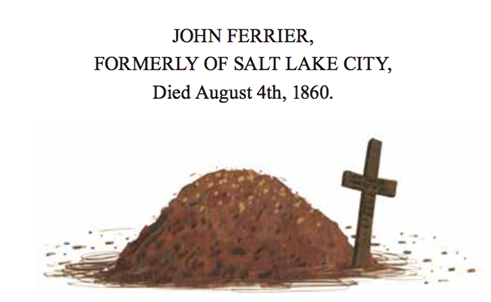 JOHN FERRIER,
FORMERLY OF SALT LAKE CITY,
Died August 4th, 1860.